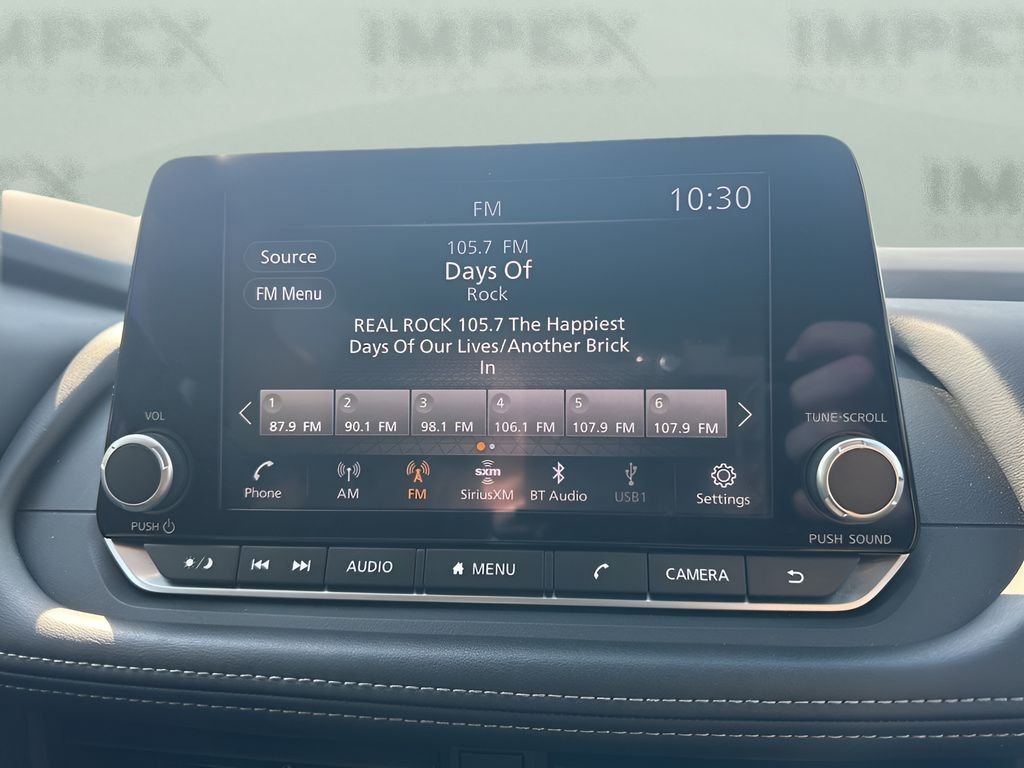 IMPEX
IMPEX
IMPEX
IMPEX
FM
10:30
Source
FM Menu
105.7 FM
Days Of
Rock
REAL ROCK 105.7 The Happiest
Days Of Our Lives/Another Brick
In
1 87.9 FM
2 90.1 FM
3 98.1 FM
4 106.1 FM
5 107.9 FM
6 107.9 FM
VOL
TUNE·SCROLL
Phone
AM
FM
sxm
SiriusXM
BT Audio
USB1
Settings
PUSH
PUSH SOUND
AUDIO
MENU
CAMERA